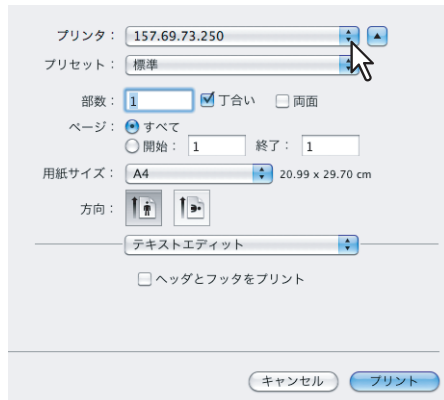 プリンタ： 157.69.73.250
プリセット： 標準
部数： 1 丁合い 両面
ページ： すべて
開始： 1 終了： 1
用紙サイズ： A4 20.99 x 29.70 cm
方向：
テキストエディット
ヘッダとフッタをプリント
キャンセル プリント